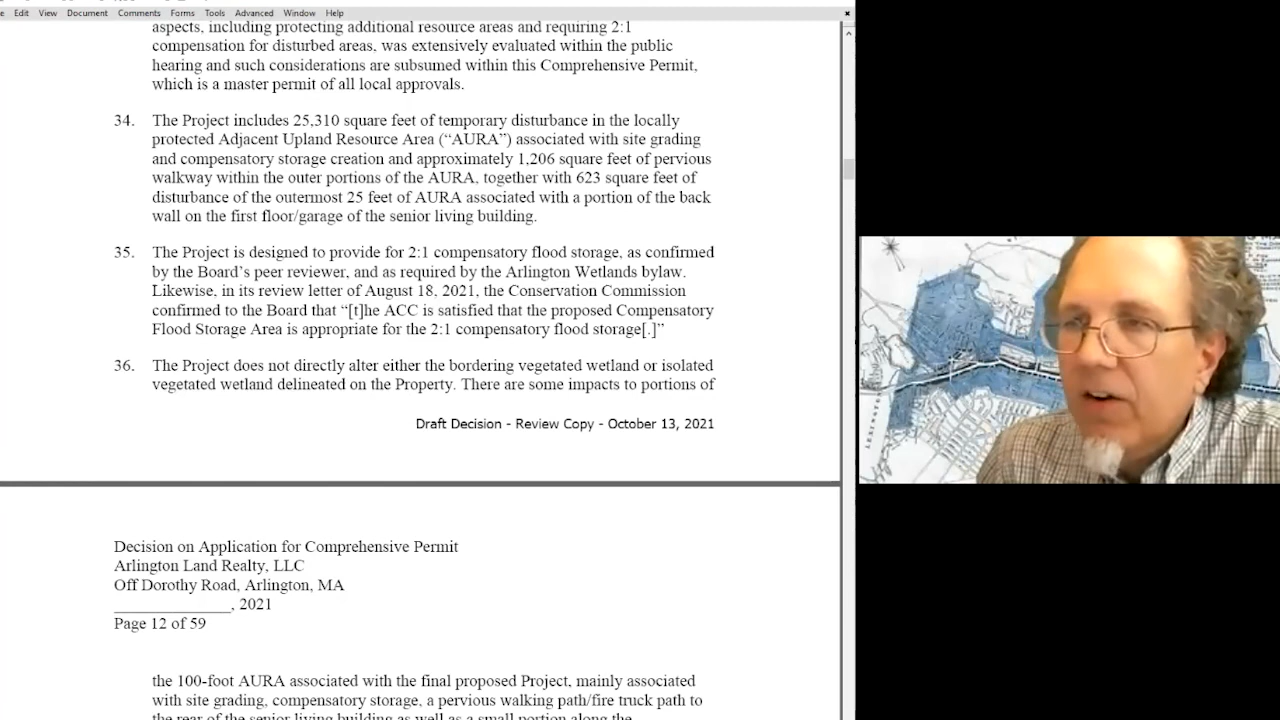 Edit View Document Comments Forms Tools Advanced Window Help
aspects, including protecting additional resource areas and requiring 2:1
compensation for disturbed areas, was extensively evaluated within the public
hearing and such considerations are subsumed within this Comprehensive Permit,
which is a master permit of all local approvals.
34. The Project includes 25,310 square feet of temporary disturbance in the locally
protected Adjacent Upland Resource Area (“AURA”) associated with site grading
and compensatory storage creation and approximately 1,206 square feet of pervious
walkway within the outer portions of the AURA, together with 623 square feet of
disturbance of the outermost 25 feet of AURA associated with a portion of the back
wall on the first floor/garage of the senior living building.
35. The Project is designed to provide for 2:1 compensatory flood storage, as confirmed
by the Board’s peer reviewer, and as required by the Arlington Wetlands bylaw.
Likewise, in its review letter of August 18, 2021, the Conservation Commission
confirmed to the Board that “[t]he ACC is satisfied that the proposed Compensatory
Flood Storage Area is appropriate for the 2:1 compensatory flood storage[.]”
36. The Project does not directly alter either the bordering vegetated wetland or isolated
vegetated wetland delineated on the Property. There are some impacts to portions of
Draft Decision - Review Copy - October 13, 2021
Decision on Application for Comprehensive Permit
Arlington Land Realty, LLC
Off Dorothy Road, Arlington, MA
_______________, 2021
Page 12 of 59
the 100-foot AURA associated with the final proposed Project, mainly associated
with site grading, compensatory storage, a pervious walking path/fire truck path to
the rear of the senior living building as well as a small portion along the